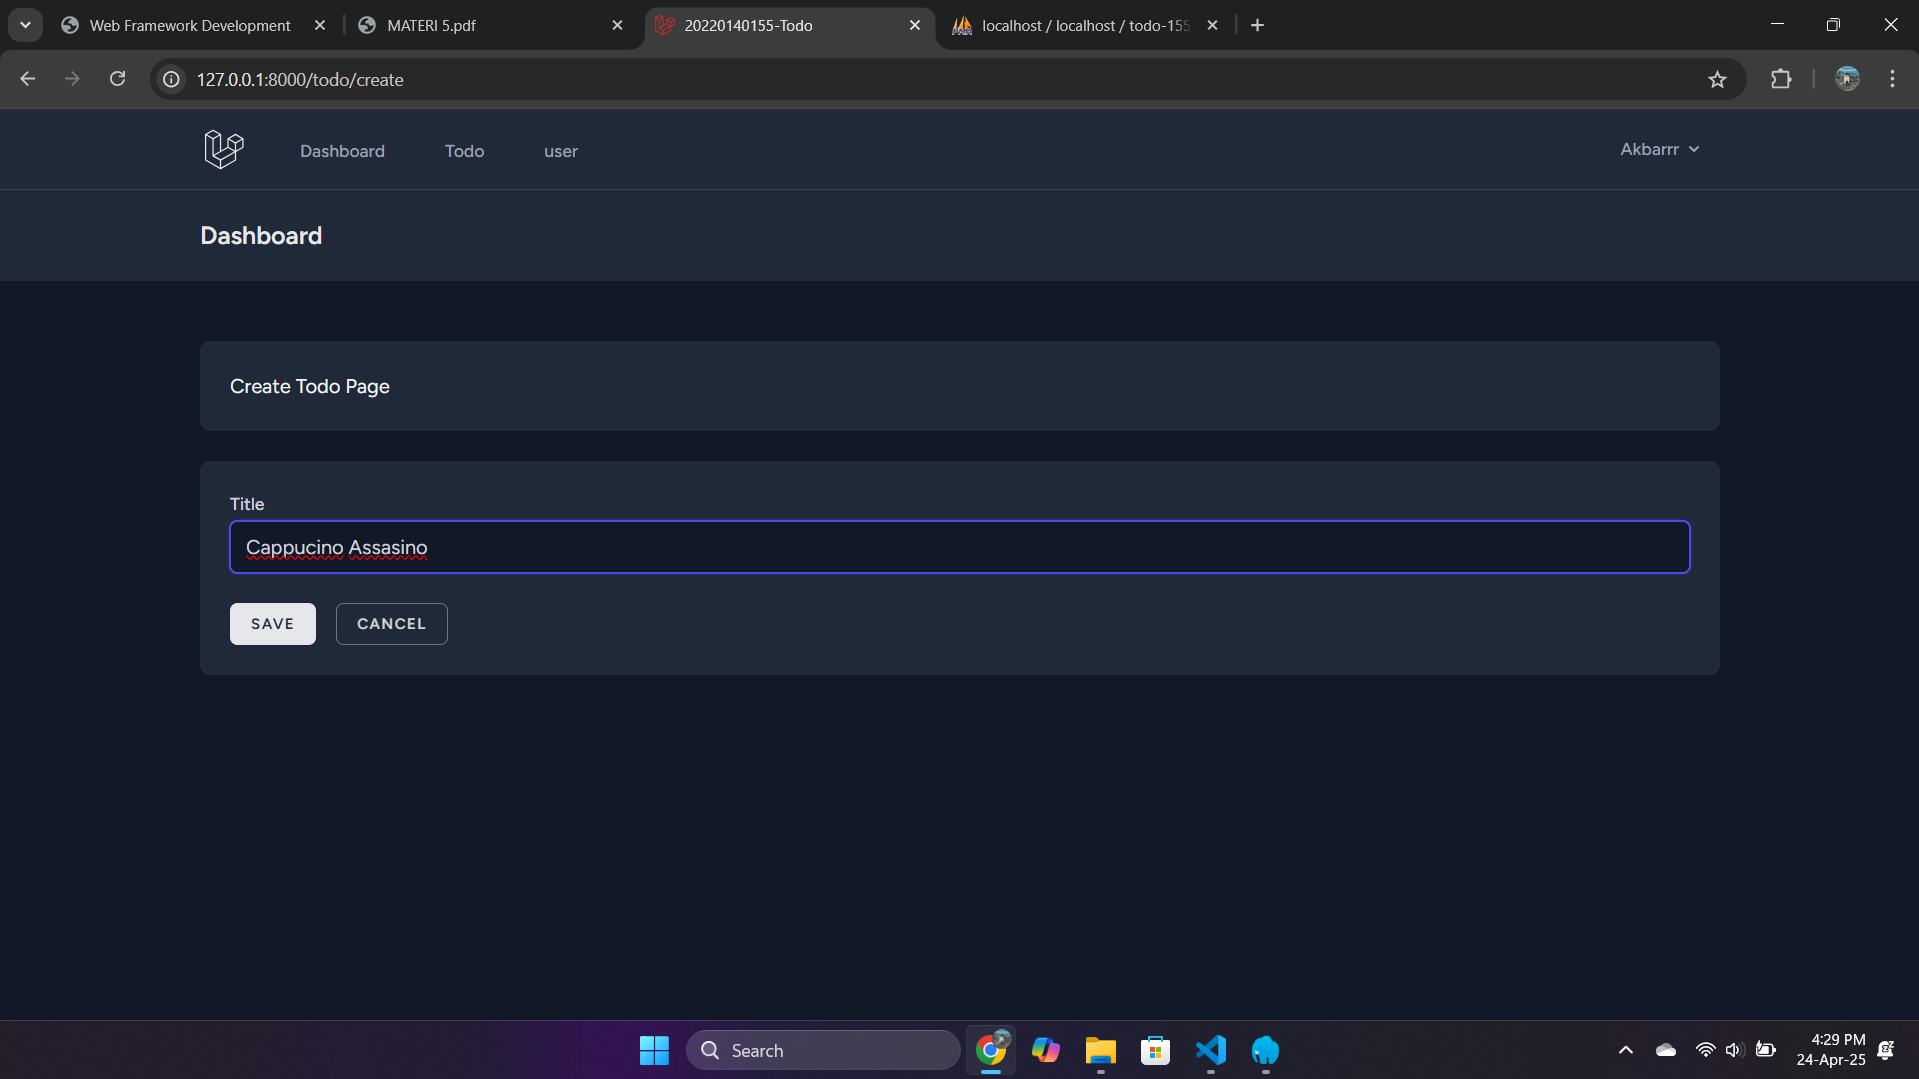 Web Framework Development
MATERI 5.pdf
20220140155-Todo
localhost / localhost / todo-155
127.0.0.1:8000/todo/create
Dashboard
Todo
user
Akbarrr
Dashboard
Create Todo Page
Title
Cappucino Assasino
SAVE
CANCEL
Search
4:29 PM
24-Apr-25